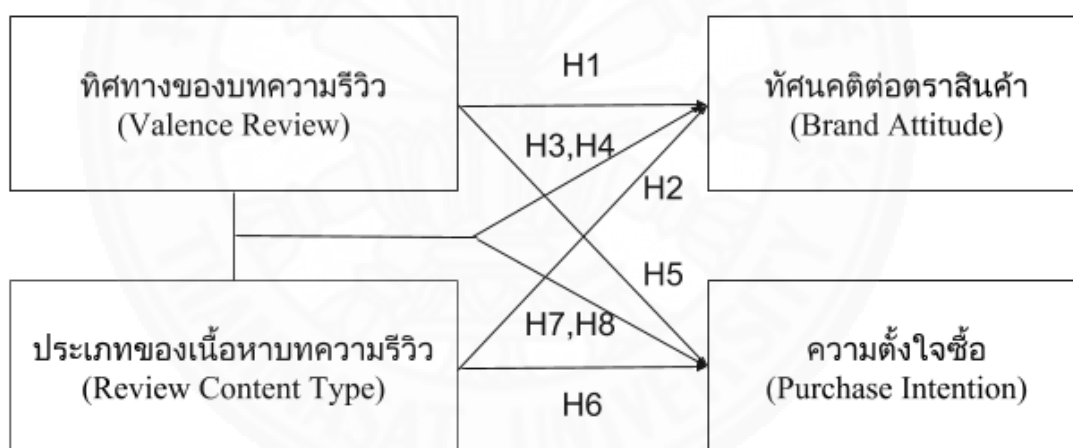 ทิศทางของบทความรีวิว
(Valence Review)
H1
ทัศนคติต่อตราสินค้า
(Brand Attitude)
H3,H4
H2
H5
H7,H8
ประเภทของเนื้อหาบทความรีวิว
(Review Content Type)
H6
ความตั้งใจซื้อ
(Purchase Intention)